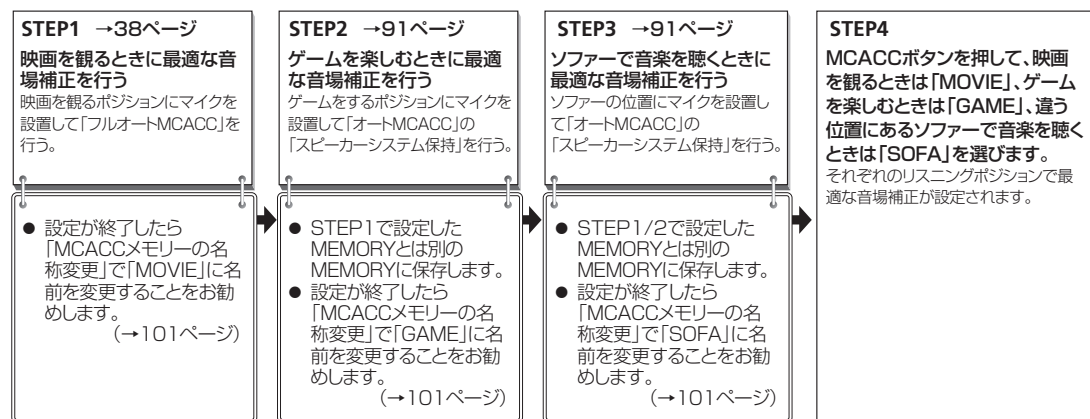 STEP1 →38ページ
映画を観るときに最適な音
場補正を行う
映画を観るポジションにマイクを
設置して「フルオートMCACC」を
行う。
● 設定が終了したら
「MCACCメモリーの名
称変更」で「MOVIE」に名
前を変更することをお勧
めします。
(→101ページ)
STEP2 →91ページ
ゲームを楽しむときに最適
な音場補正を行う
ゲームをするポジションにマイクを
設置して「オートMCACC」の
「スピーカーシステム保持」を行う。
● STEP1で設定した
MEMORYとは別の
MEMORYに保存します。
● 設定が終了したら
「MCACCメモリーの名
称変更」で「GAME」に名
前を変更することをお勧
めします。
(→101ページ)
STEP3 →91ページ
ソファーで音楽を聴くときに
最適な音場補正を行う
ソファーの位置にマイクを設置し
て「オートMCACC」の
「スピーカーシステム保持」を行う。
● STEP1/2で設定した
MEMORYとは別の
MEMORYに保存します。
● 設定が終了したら
「MCACCメモリーの名
称変更」で「SOFA」に名
前を変更することをお勧
めします。
(→101ページ)
STEP4
MCACCボタンを押して、映画
を観るときは「MOVIE」、ゲーム
を楽しむときは「GAME」、違う
位置にあるソファーで音楽を聴く
ときは「SOFA」を選びます。
それぞれのリスニングポジションで最
適な音場補正が設定されます。